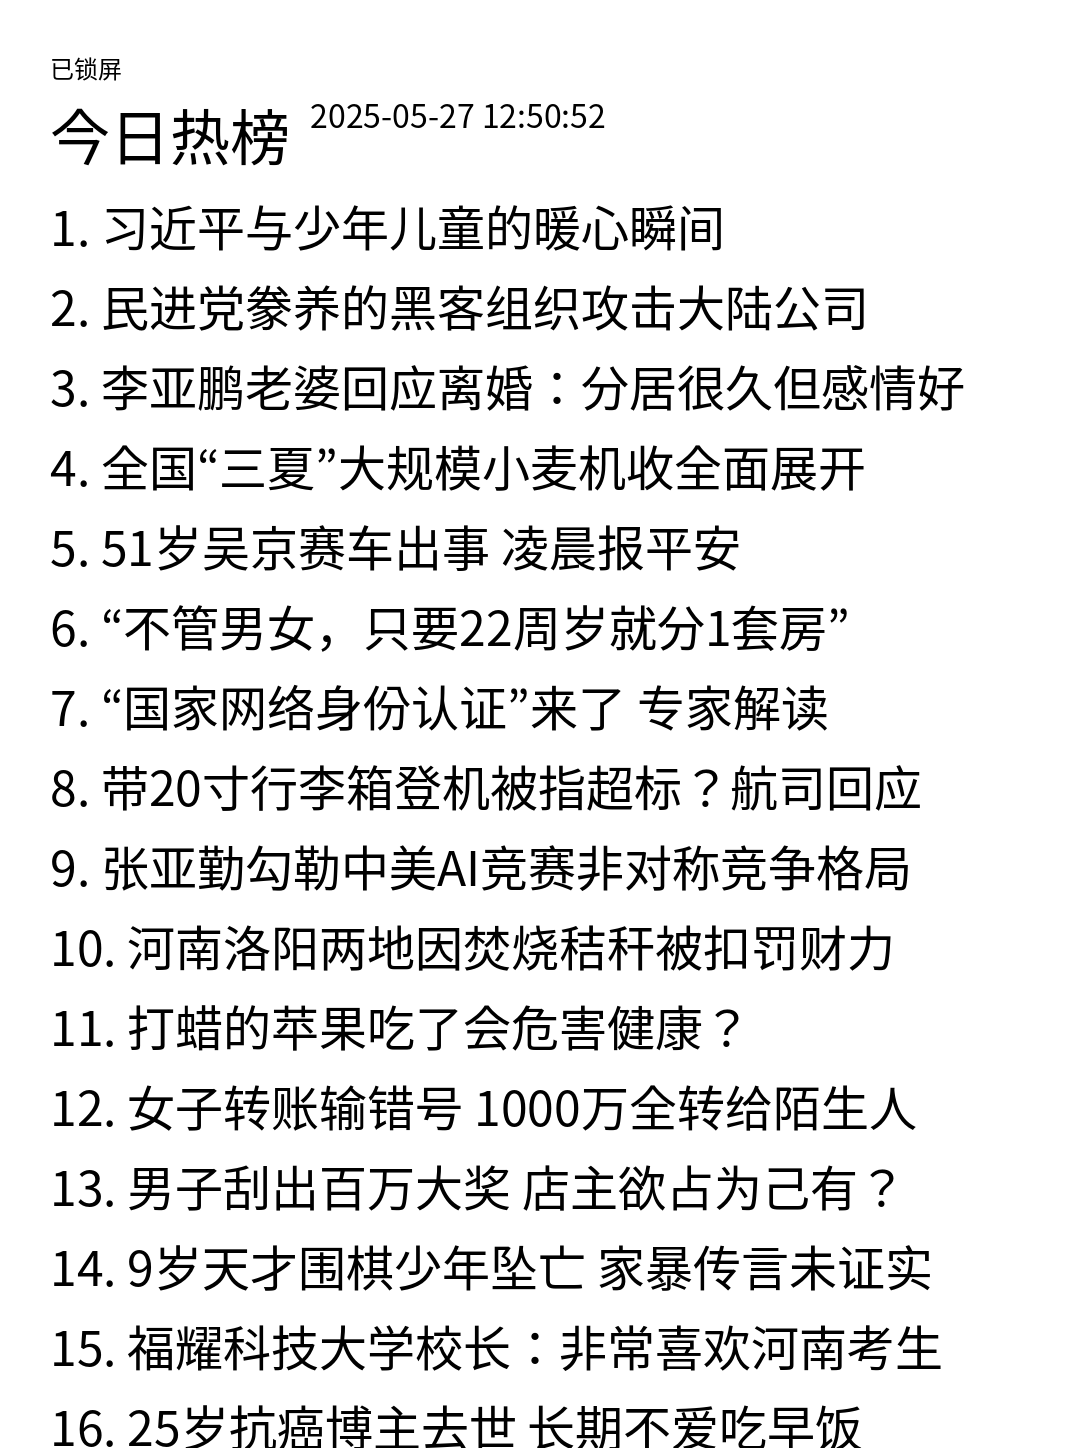 已锁屏
今日热榜 2025-05-27 12:50:52
1. 习近平与少年儿童的暖心瞬间
2. 民进党豢养的黑客组织攻击大陆公司
3. 李亚鹏老婆回应离婚：分居很久但感情好
4. 全国“三夏”大规模小麦机收全面展开
5. 51岁吴京赛车出事 凌晨报平安
6. “不管男女，只要22周岁就分1套房”
7. “国家网络身份认证”来了 专家解读
8. 带20寸行李箱登机被指超标？航司回应
9. 张亚勤勾勒中美AI竞赛非对称竞争格局
10. 河南洛阳两地因焚烧秸秆被扣罚财力
11. 打蜡的苹果吃了会危害健康？
12. 女子转账输错号 1000万全转给陌生人
13. 男子刮出百万大奖 店主欲占为己有？
14. 9岁天才围棋少年坠亡 家暴传言未证实
15. 福耀科技大学校长：非常喜欢河南考生
16. 25岁抗癌博主去世 长期不爱吃早饭